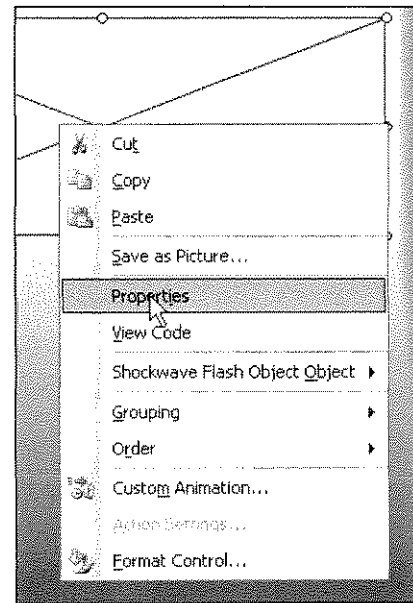 Cut
Copy
Paste
Save as Picture...
Properties
View Code
Shockwave Flash Object Object
Grouping
Order
Custom Animation...
Action Settings...
Format Control...